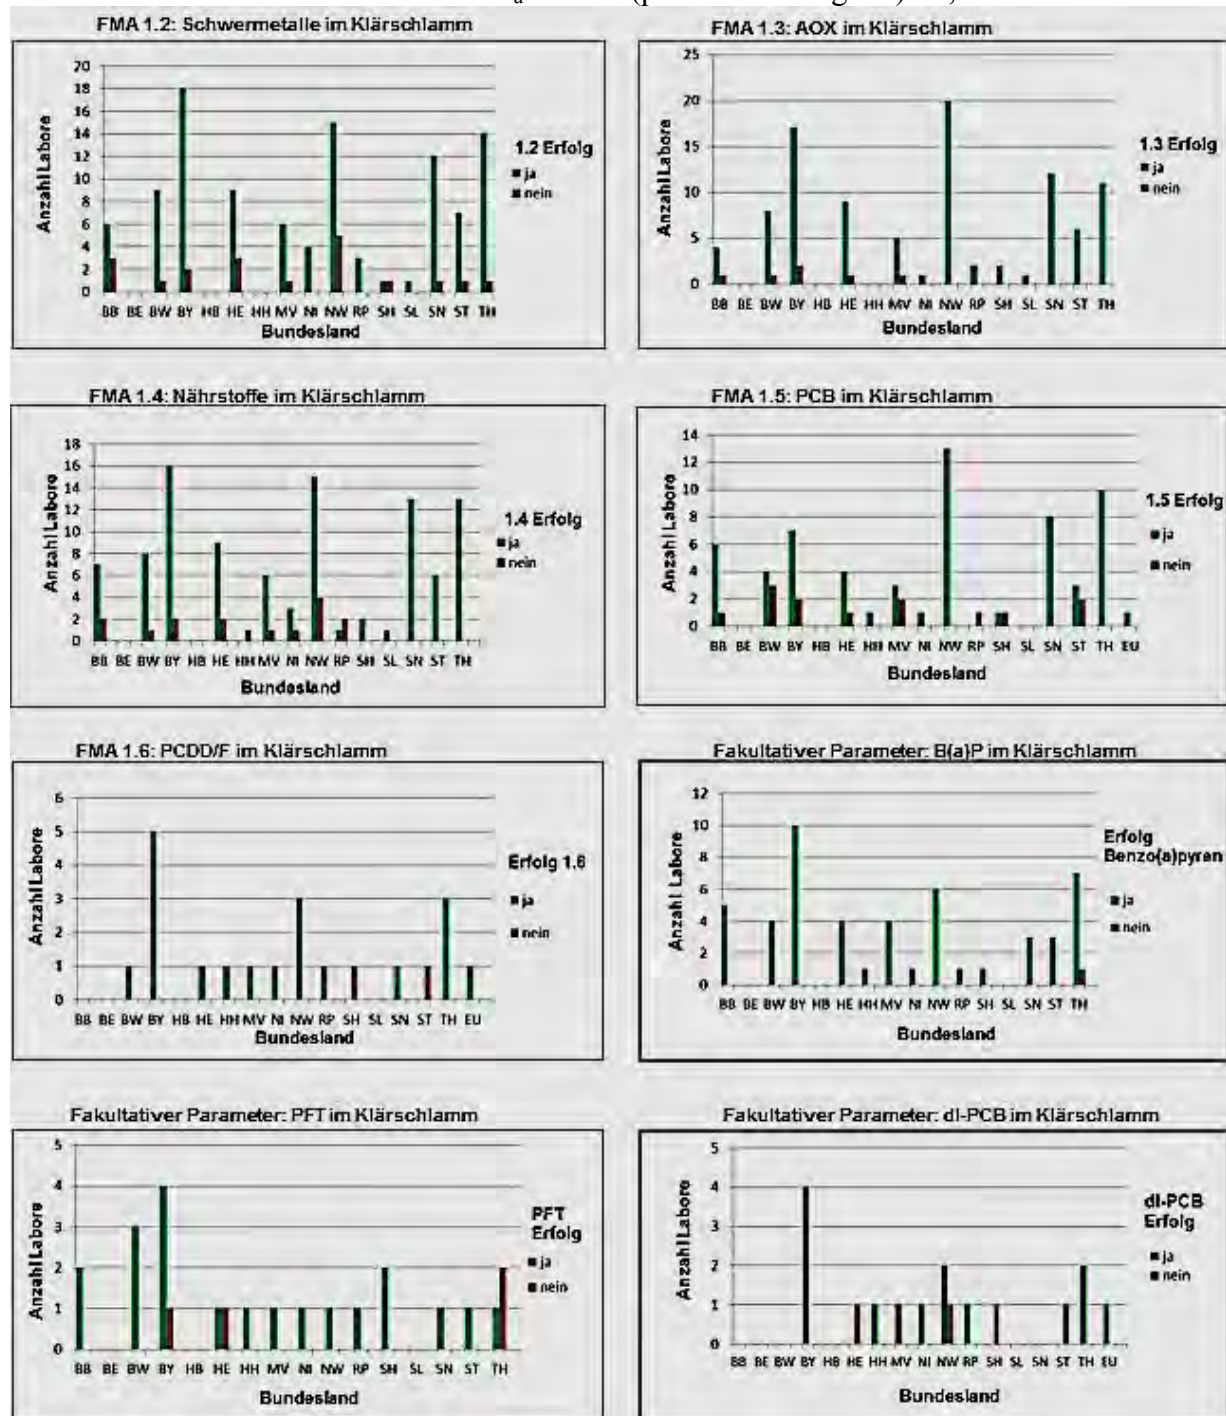 FMA 1.2: Schwermetalle im Klärschlamm
Anzahl Labore
20
18
16
14
12
10
8
6
4
2
0
BB BE BW BY HB HE HH MV NI NW RP SH SL SN ST TH
Bundesland
1.2 Erfolg
ja
nein
FMA 1.3: AOX im Klärschlamm
Anzahl Labore
25
20
15
10
5
0
BB BE BW BY HB HE HH MV NI NW RP SH SL SN ST TH
Bundesland
1.3 Erfolg
ja
nein
FMA 1.4: Nährstoffe im Klärschlamm
Anzahl Labore
18
16
14
12
10
8
6
4
2
0
BB BE BW BY HB HE HH MV NI NW RP SH SL SN ST TH
Bundesland
1.4 Erfolg
ja
nein
FMA 1.5: PCB im Klärschlamm
Anzahl Labore
14
12
10
8
6
4
2
0
BB BE BW BY HB HE HH MV NI NW RP SH SL SN ST TH EU
Bundesland
1.5 Erfolg
ja
nein
FMA 1.6: PCDD/F im Klärschlamm
Anzahl Labore
6
5
4
3
2
1
0
BB BE BW BY HB HE HH MV NI NW RP SH SL SN ST TH EU
Bundesland
Erfolg 1.6
ja
nein
Fakultativer Parameter: B(a)P im Klärschlamm
Anzahl Labore
12
10
8
6
4
2
0
BB BE BW BY HB HE HH MV NI NW RP SH SL SN ST TH
Bundesland
Erfolg
Benzo(a)pyren
ja
nein
Fakultativer Parameter: PFT im Klärschlamm
Anzahl Labore
5
4
3
2
1
0
BB BE BW BY HB HE HH MV NI NW RP SH SL SN ST TH
Bundesland
PFT
Erfolg
ja
nein
Fakultativer Parameter: dl-PCB im Klärschlamm
Anzahl Labore
5
4
3
2
1
0
BB BE BW BY HB HE HH MV NI NW RP SH SL SN ST TH EU
Bundesland
dl-PCB
Erfolg
ja
nein